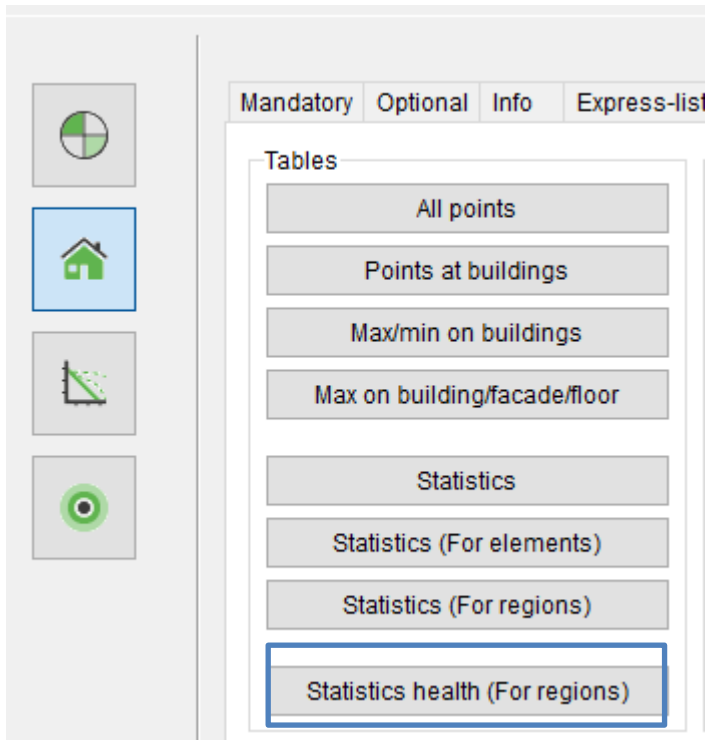 Mandatory Optional Info Express-list
Tables
All points
Points at buildings
Max/min on buildings
Max on building/facade/floor
Statistics
Statistics (For elements)
Statistics (For regions)
Statistics health (For regions)